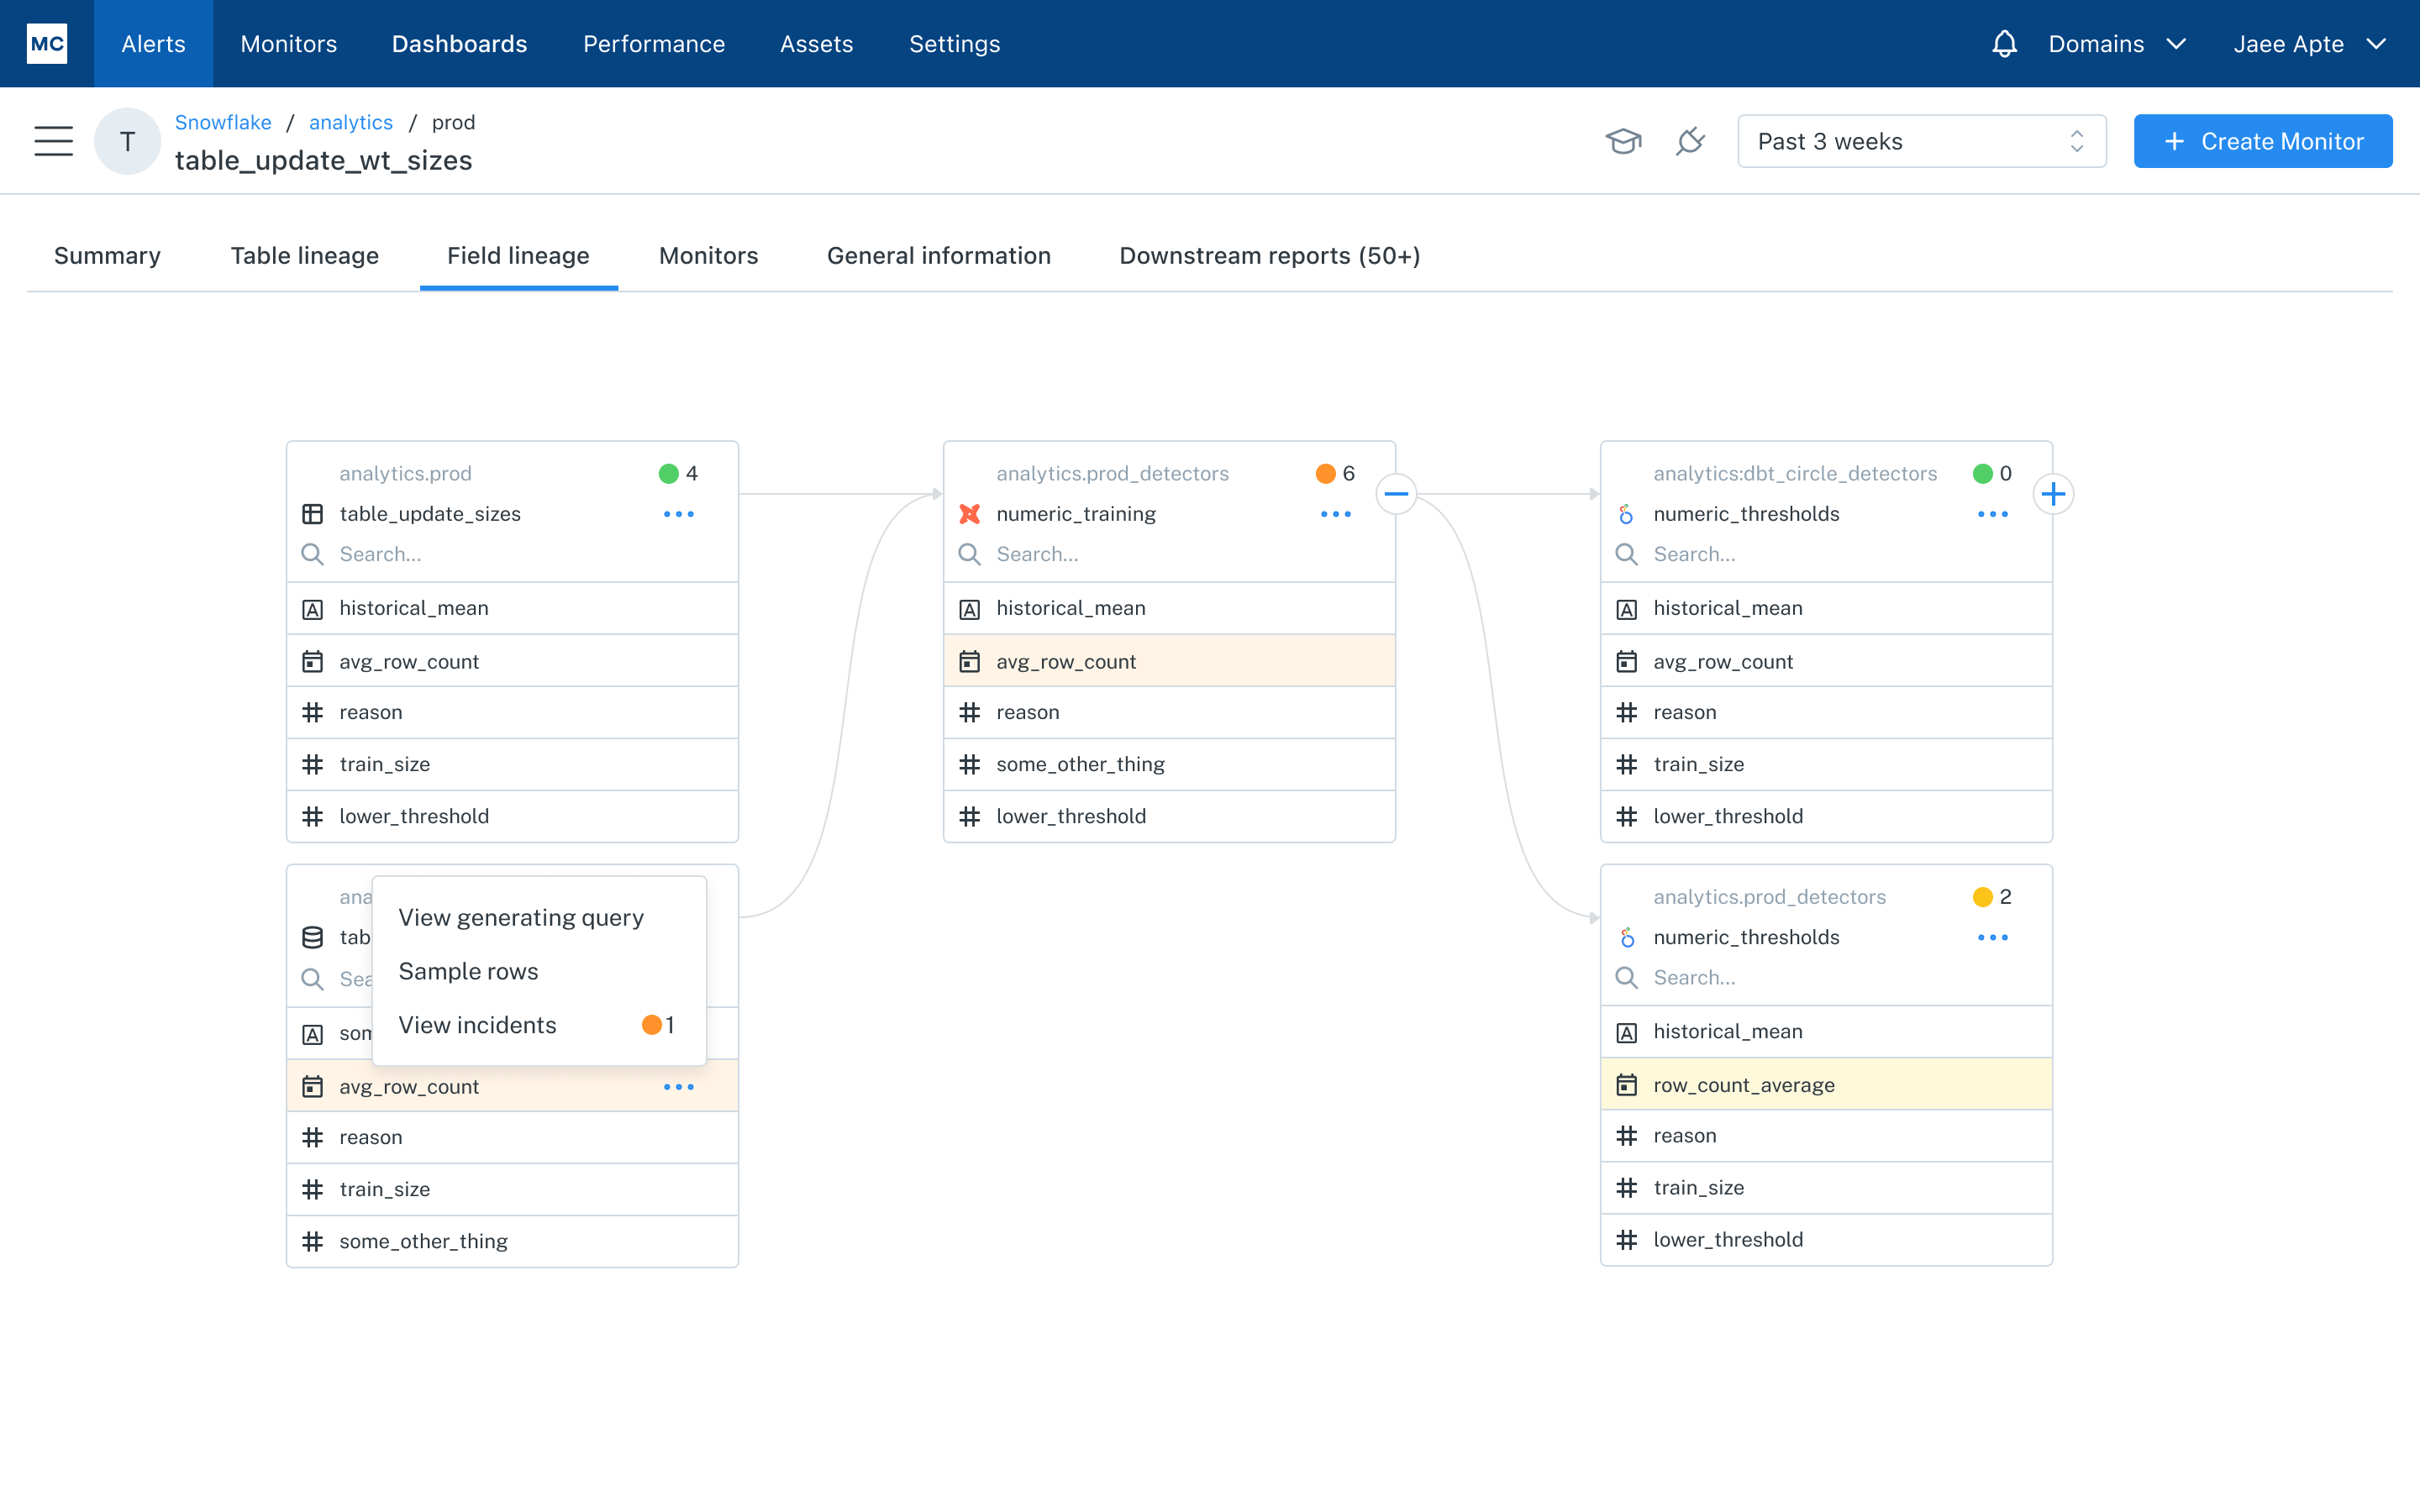 MC
Alerts
Monitors
Dashboards
Performance
Assets
Settings
Domains
Jaee Apte
T
Snowflake / analytics / prod
table_update_wt_sizes
Past 3 weeks
+ Create Monitor
Summary
Table lineage
Field lineage
Monitors
General information
Downstream reports (50+)
analytics.prod
4
table_update_sizes
Search...
historical_mean
avg_row_count
reason
train_size
lower_threshold
View generating query
Sample rows
View incidents
1
avg_row_count
reason
train_size
some_other_thing
analytics.prod_detectors
6
numeric_training
Search...
historical_mean
avg_row_count
reason
some_other_thing
lower_threshold
analytics:dbt_circle_detectors
0
numeric_thresholds
Search...
historical_mean
avg_row_count
reason
train_size
lower_threshold
analytics.prod_detectors
2
numeric_thresholds
Search...
historical_mean
row_count_average
reason
train_size
lower_threshold